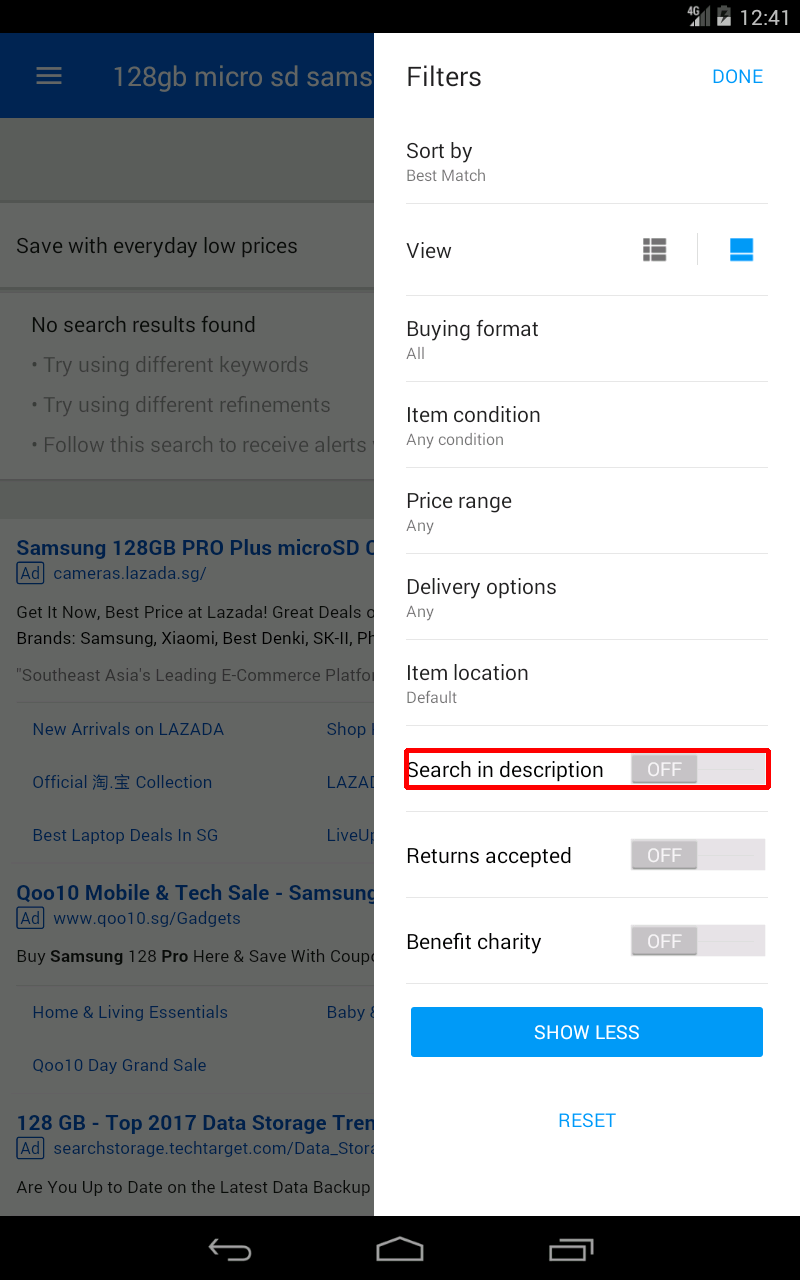 4G 12:41
128gb micro sd sams
Filters
DONE
Sort by
Best Match
View
Buying format
All
Item condition
Any condition
Price range
Any
Delivery options
Any
Item location
Default
Search in description OFF
Returns accepted OFF
Benefit charity OFF
SHOW LESS
RESET
Save with everyday low prices
No search results found
• Try using different keywords
• Try using different refinements
• Follow this search to receive alerts
Samsung 128GB PRO Plus microSD
Ad cameras.lazada.sg/
Get It Now, Best Price at Lazada! Great Deals o
Brands: Samsung, Xiaomi, Best Denki, SK-II, Ph
"Southeast Asia's Leading E-Commerce Platfor
New Arrivals on LAZADA Shop
Official 淘.宝 Collection LAZAD
Best Laptop Deals In SG LiveUp
Qoo10 Mobile & Tech Sale - Samsung
Ad www.qoo10.sg/Gadgets
Buy Samsung 128 Pro Here & Save With Coupo
Home & Living Essentials Baby &
Qoo10 Day Grand Sale
128 GB - Top 2017 Data Storage Tren
Ad searchstorage.techtarget.com/Data_Stora
Are You Up to Date on the Latest Data Backup